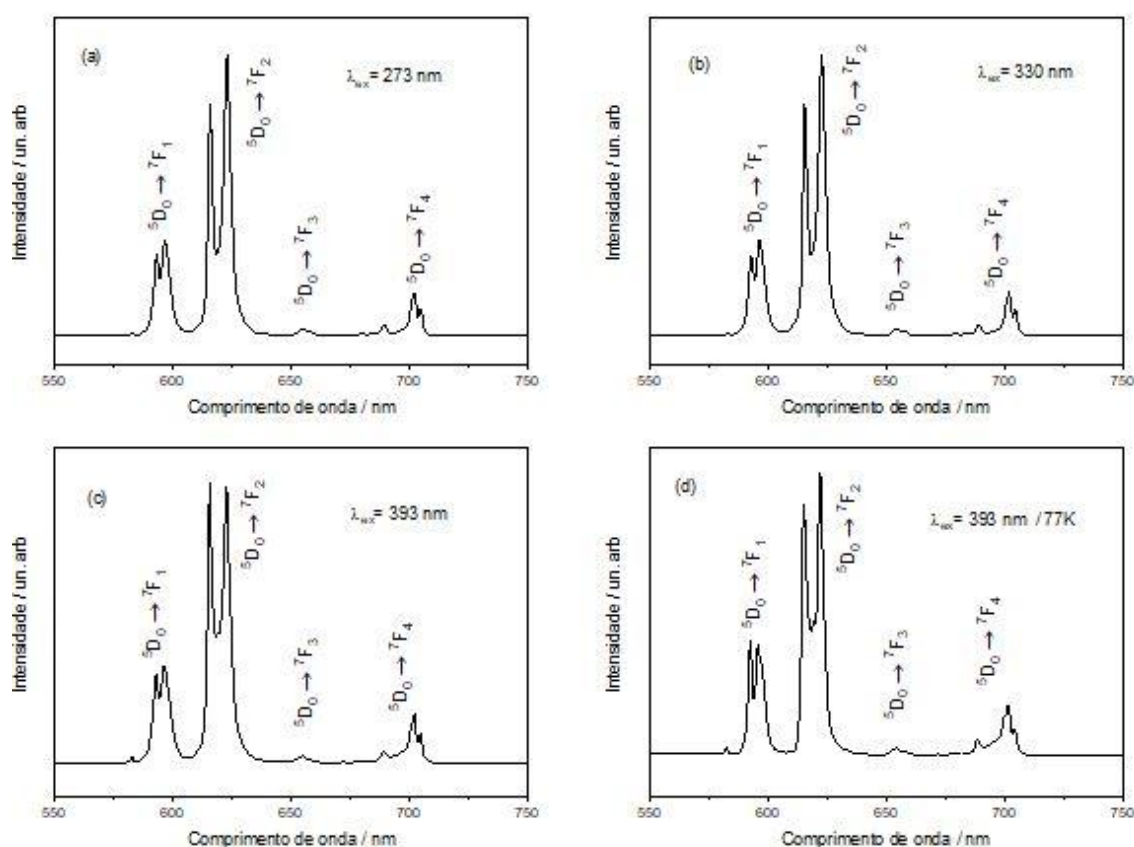 (a)
λex = 273 nm
⁵D₀ → ⁷F₁
⁵D₀ → ⁷F₂
⁵D₀ → ⁷F₃
⁵D₀ → ⁷F₄
Intensidade / un. arb
550 600 650 700 750
Comprimento de onda / nm
(b)
λex = 330 nm
⁵D₀ → ⁷F₁
⁵D₀ → ⁷F₂
⁵D₀ → ⁷F₃
⁵D₀ → ⁷F₄
Intensidade / un. arb
550 600 650 700 750
Comprimento de onda / nm
(c)
λex = 393 nm
⁵D₀ → ⁷F₁
⁵D₀ → ⁷F₂
⁵D₀ → ⁷F₃
⁵D₀ → ⁷F₄
Intensidade / un. arb
550 600 650 700 750
Comprimento de onda / nm
(d)
λex = 393 nm / 77K
⁵D₀ → ⁷F₁
⁵D₀ → ⁷F₂
⁵D₀ → ⁷F₃
⁵D₀ → ⁷F₄
Intensidade / un. arb
550 600 650 700 750
Comprimento de onda / nm